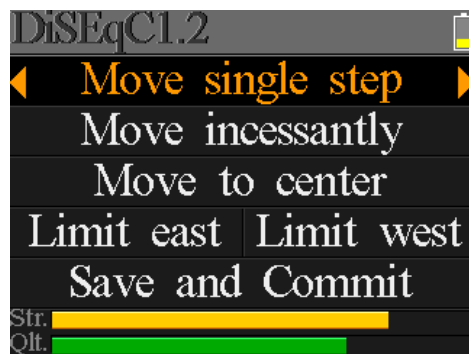 DiSEqC1.2
Move single step
Move incessantly
Move to center
Limit east Limit west
Save and Commit
Str.
Qlt.